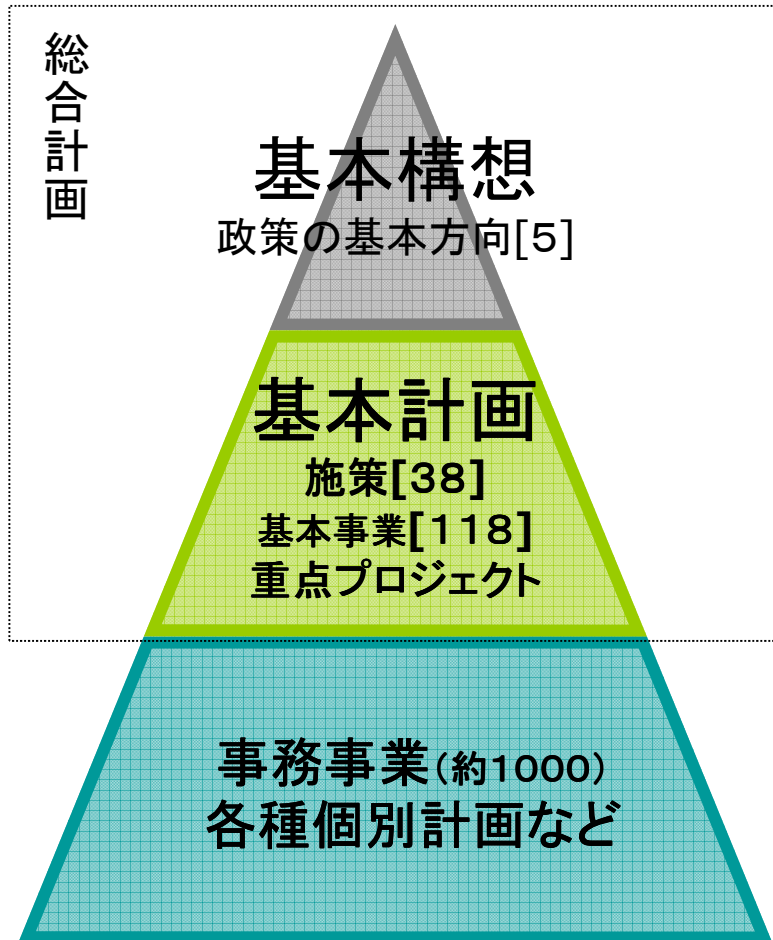 総合計画
基本構想
政策の基本方向[5]
基本計画
施策[38]
基本事業[118]
重点プロジェクト
事務事業(約1000)
各種個別計画など